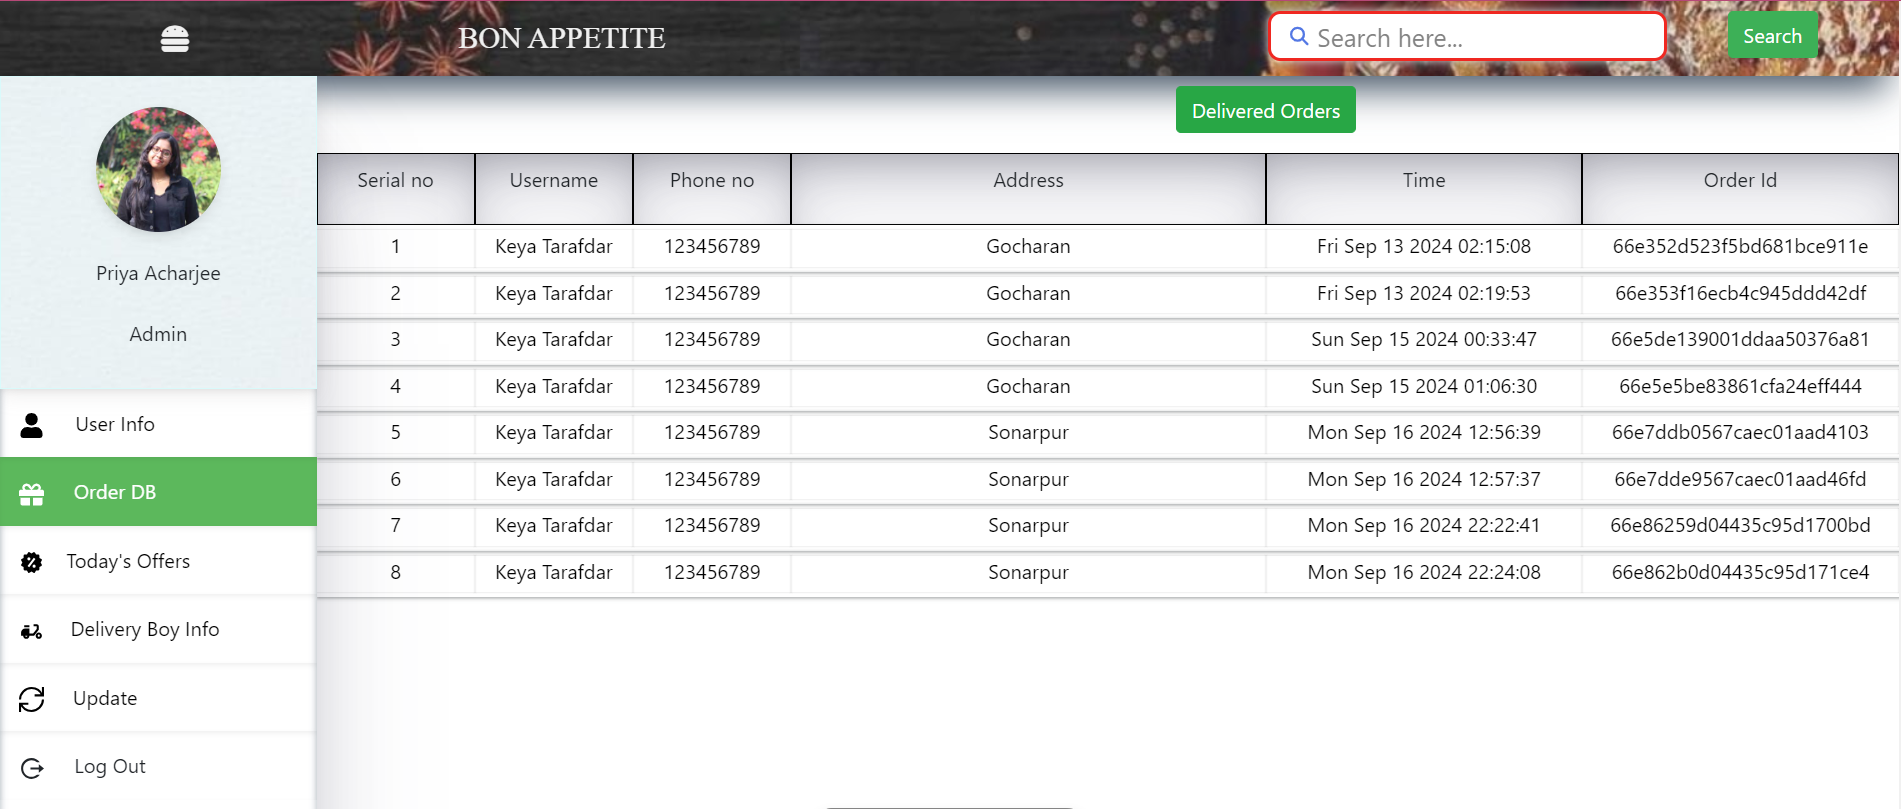 BON APPETITE
Search here...
Search
Priya Acharjee
Admin
User Info
Order DB
Today's Offers
Delivery Boy Info
Update
Log Out
Delivered Orders
Serial no Username Phone no Address Time Order Id
1 Keya Tarafdar 123456789 Gocharan Fri Sep 13 2024 02:15:08 66e352d523f5bd681bce911e
2 Keya Tarafdar 123456789 Gocharan Fri Sep 13 2024 02:19:53 66e353f16ecb4c945ddd42df
3 Keya Tarafdar 123456789 Gocharan Sun Sep 15 2024 00:33:47 66e5de139001ddaa50376a81
4 Keya Tarafdar 123456789 Gocharan Sun Sep 15 2024 01:06:30 66e5e5be83861cfa24eff444
5 Keya Tarafdar 123456789 Sonarpur Mon Sep 16 2024 12:56:39 66e7ddb0567caec01aad4103
6 Keya Tarafdar 123456789 Sonarpur Mon Sep 16 2024 12:57:37 66e7dde9567caec01aad46fd
7 Keya Tarafdar 123456789 Sonarpur Mon Sep 16 2024 22:22:41 66e86259d04435c95d1700bd
8 Keya Tarafdar 123456789 Sonarpur Mon Sep 16 2024 22:24:08 66e862b0d04435c95d171ce4